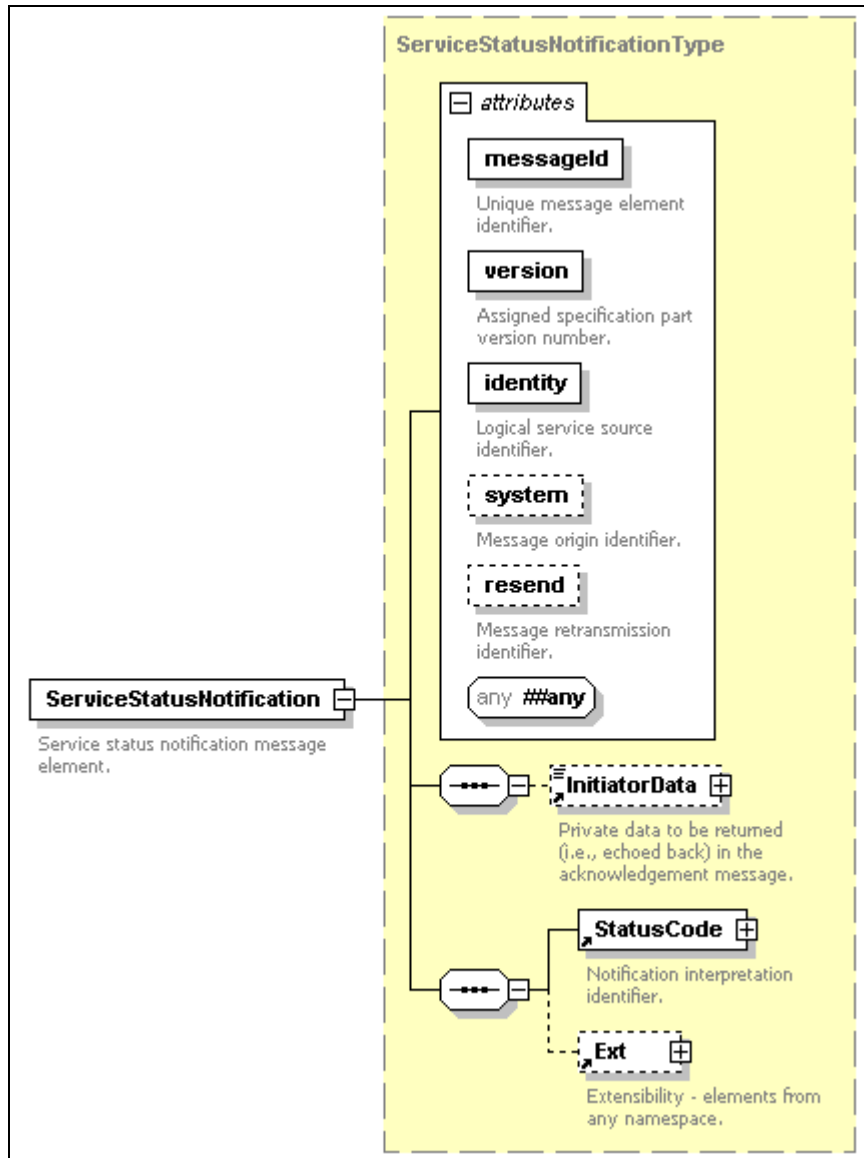 ServiceStatusNotificationType
attributes
messageId
Unique message element
identifier.
version
Assigned specification part
version number.
identity
Logical service source
identifier.
system
Message origin identifier.
resend
Message retransmission
identifier.
any ##any
ServiceStatusNotification
Service status notification message
element.
InitiatorData
Private data to be returned
(i.e., echoed back) in the
acknowledgement message.
StatusCode
Notification interpretation
identifier.
Ext
Extensibility - elements from
any namespace.